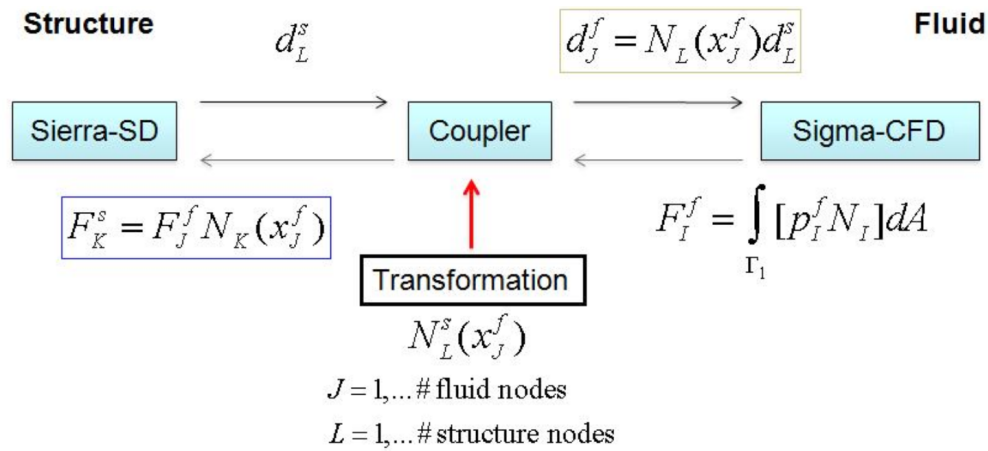 Structure
Fluid
d_L^s
d_J^f = N_L(x_J^f)d_L^s
Sierra-SD
Coupler
Sigma-CFD
F_K^s = F_J^f N_K(x_J^f)
F_I^f = ∫_{Γ_1} [p_I^f N_I]dA
Transformation
N_L^s(x_J^f)
J = 1,... # fluid nodes
L = 1,... # structure nodes